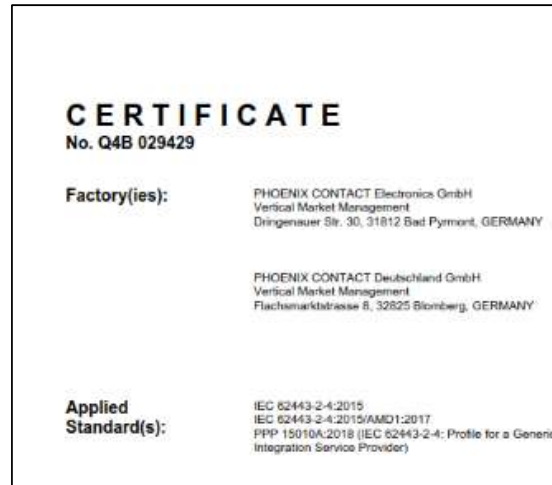 CERTIFICATE
No. Q4B 029429
Factory(ies):
PHOENIX CONTACT Electronics GmbH
Vertical Market Management
Dringenauer Str. 30, 31812 Bad Pyrmont, GERMANY
PHOENIX CONTACT Deutschland GmbH
Vertical Market Management
Flachsmarktstrasse 8, 32825 Blomberg, GERMANY
Applied
Standard(s):
IEC 62443-2-4:2015
IEC 62443-2-4:2015/AMD1:2017
PPP 15010A:2018 (IEC 62443-2-4: Profile for a Generic
Integration Service Provider)